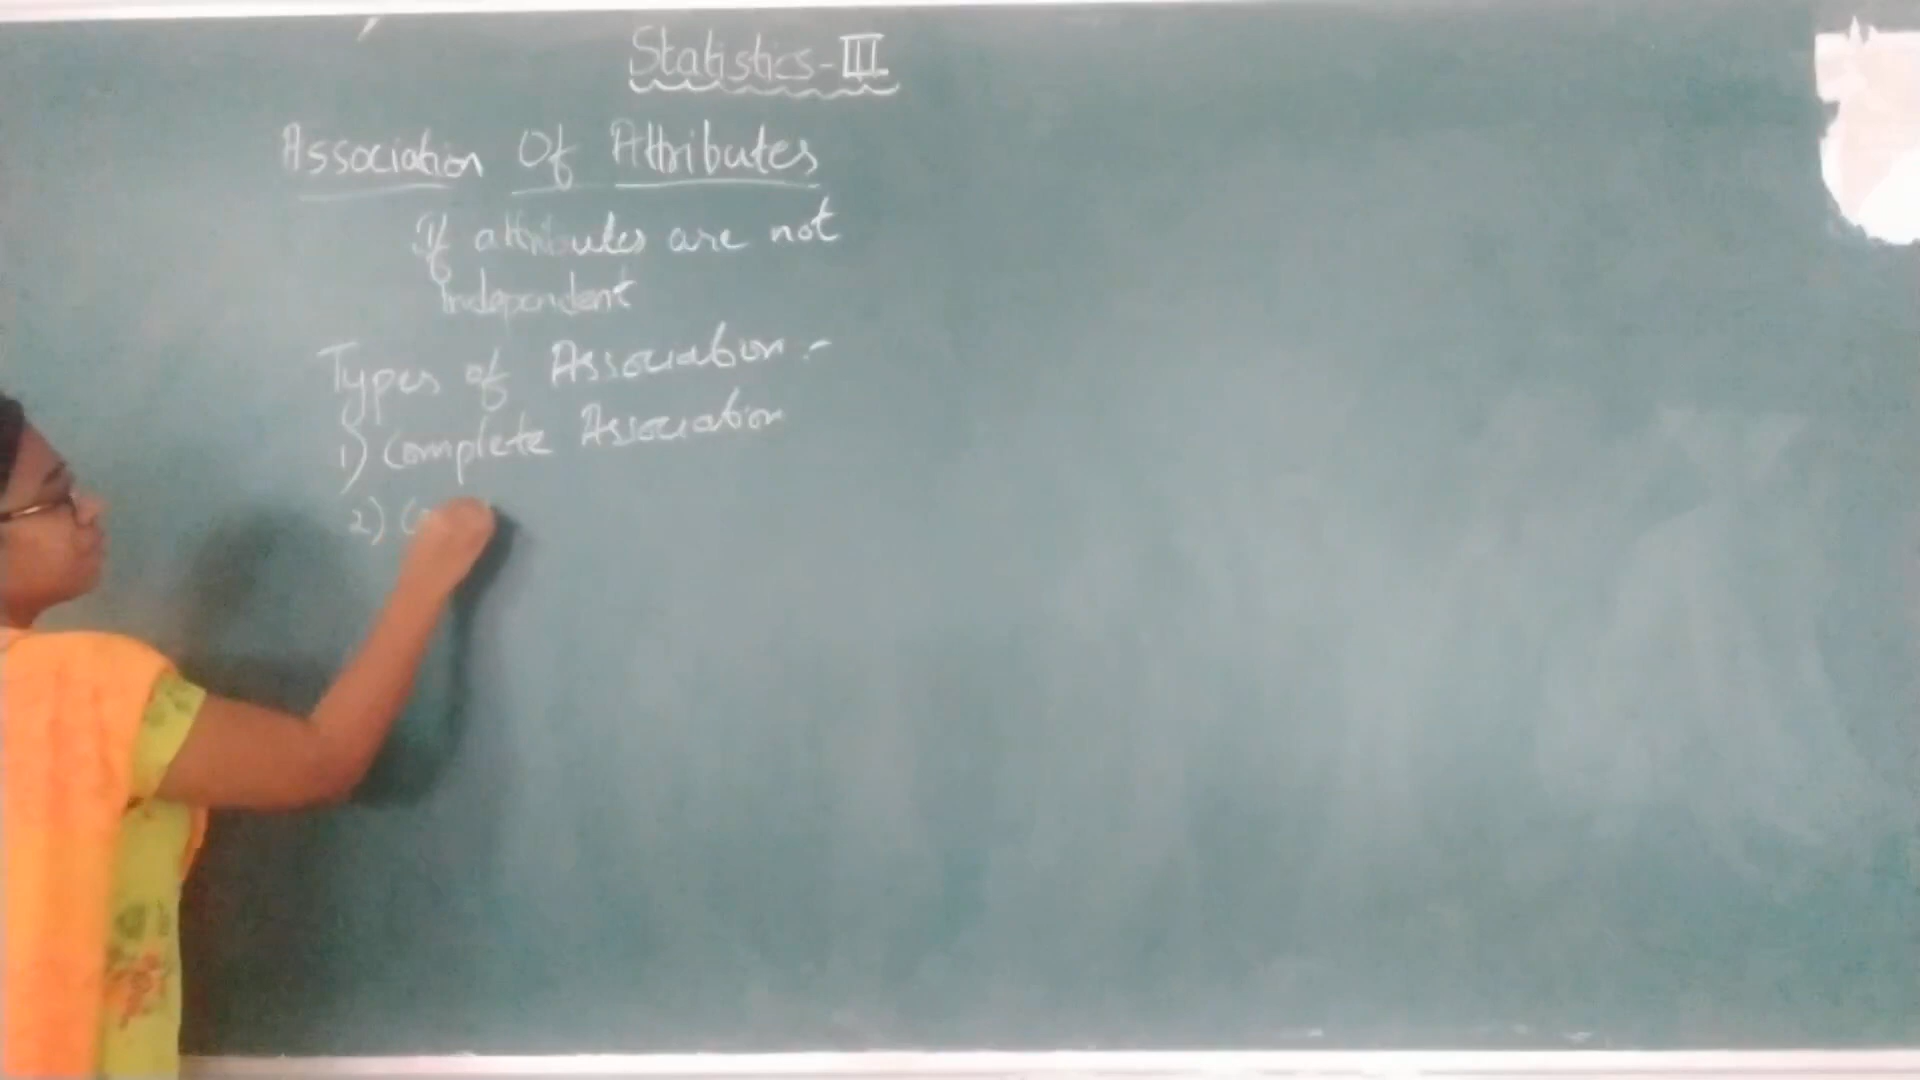 Statistics-III
Association Of Attributes
If attributes are not
independent
Types of Association :-
1) Complete Association
2)